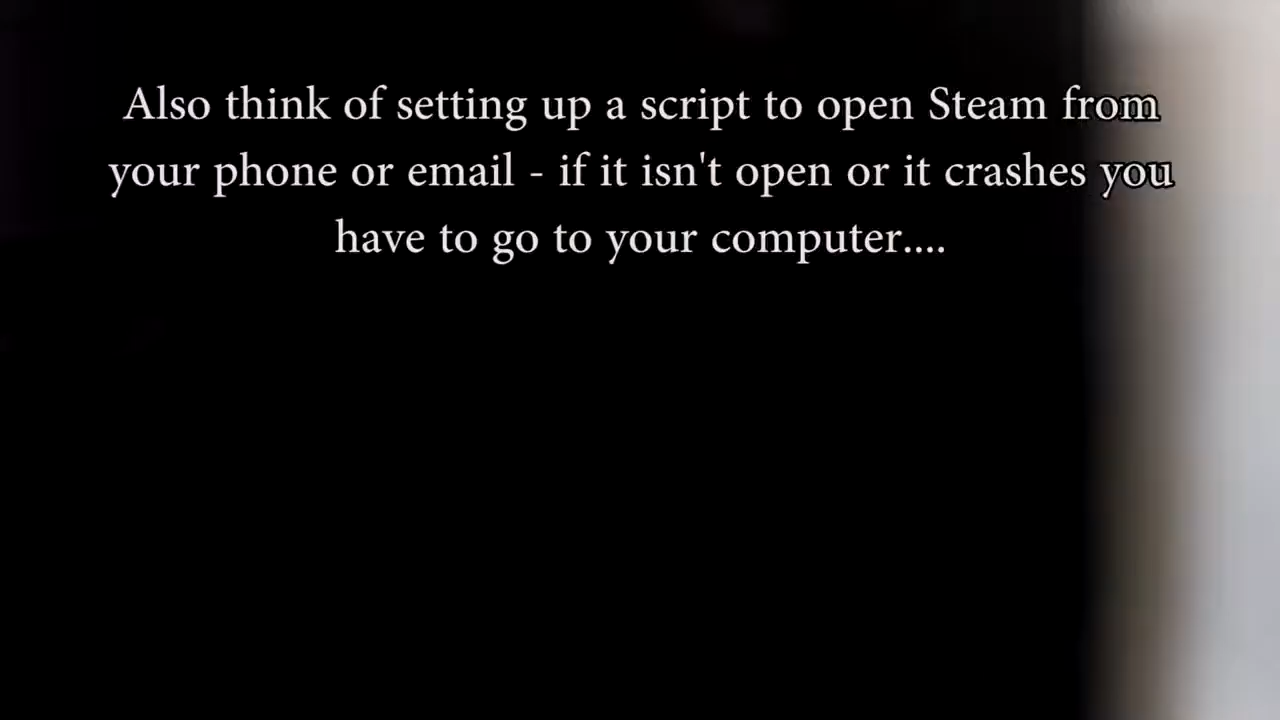 Also think of setting up a script to open Steam from
your phone or email - if it isn't open or it crashes you
have to go to your computer....